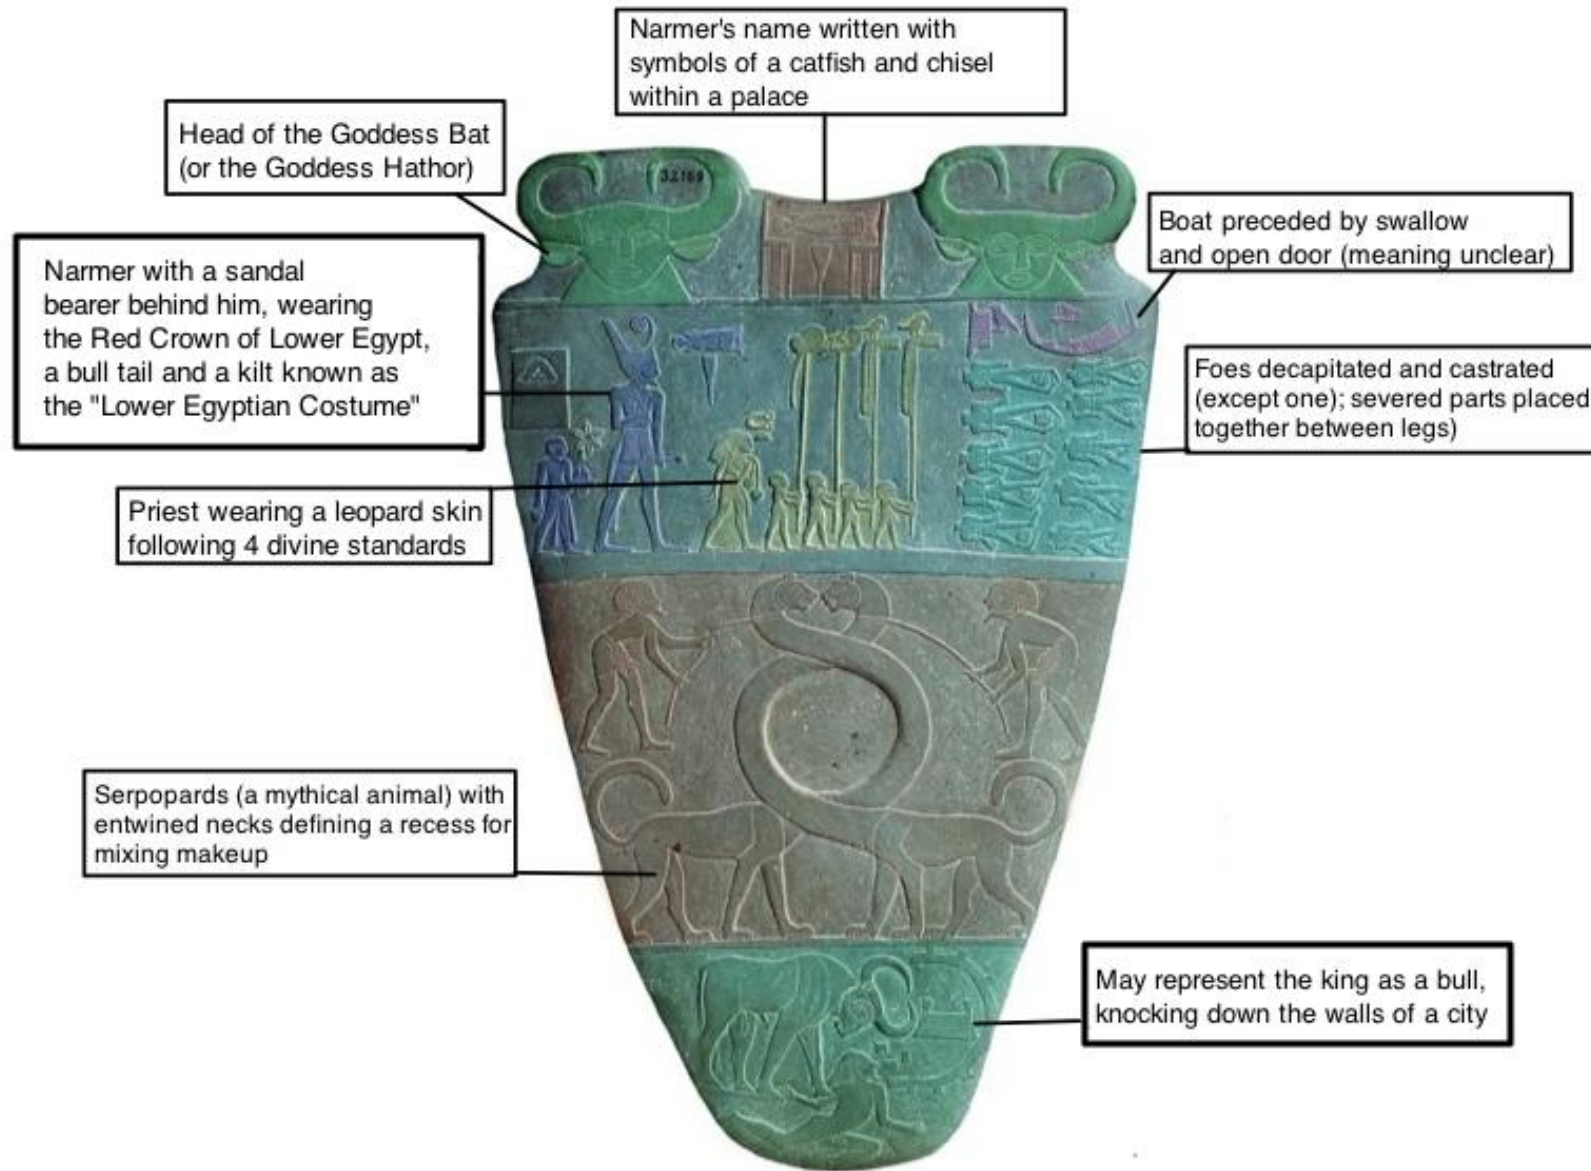 Narmer's name written with
symbols of a catfish and chisel
within a palace
Head of the Goddess Bat
(or the Goddess Hathor)
32169
Boat preceded by swallow
and open door (meaning unclear)
Narmer with a sandal
bearer behind him, wearing
the Red Crown of Lower Egypt,
a bull tail and a kilt known as
the "Lower Egyptian Costume"
Foes decapitated and castrated
(except one); severed parts placed
together between legs)
Priest wearing a leopard skin
following 4 divine standards
Serpopards (a mythical animal) with
entwined necks defining a recess for
mixing makeup
May represent the king as a bull,
knocking down the walls of a city